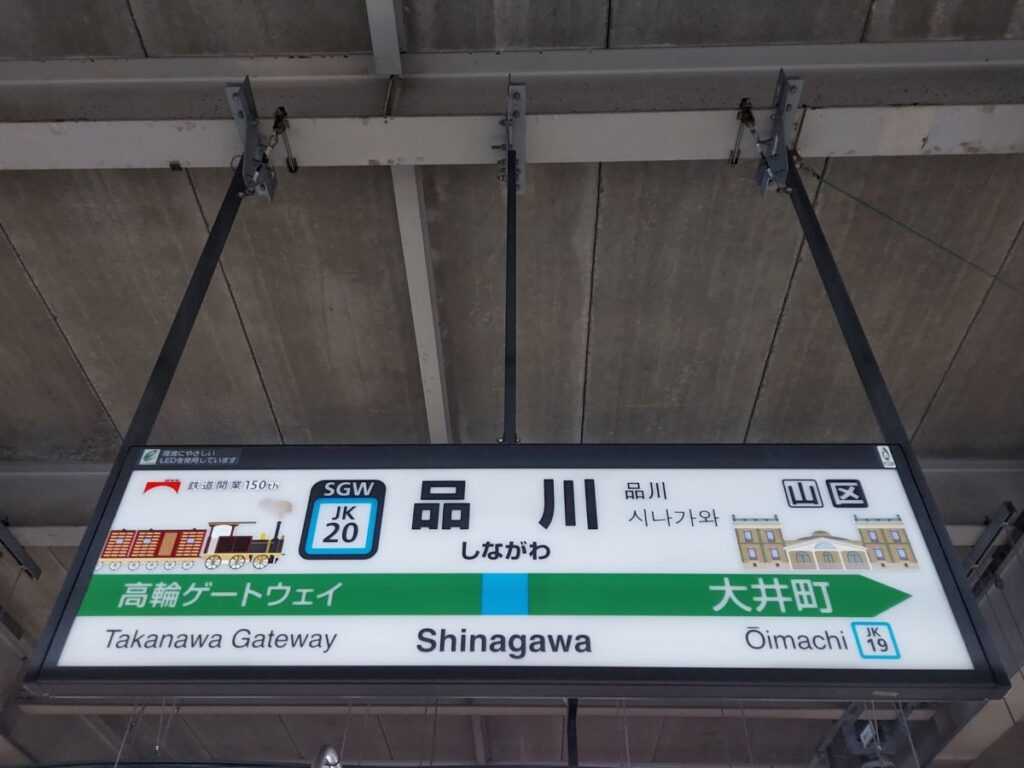 環境にやさしい
LEDを使用しています。
鉄道開業150th
SGW
JK
20
品川
しながわ
品川
시나가와
山区
高輪ゲートウェイ
大井町
Takanawa Gateway
Shinagawa
Ōimachi
JK
19